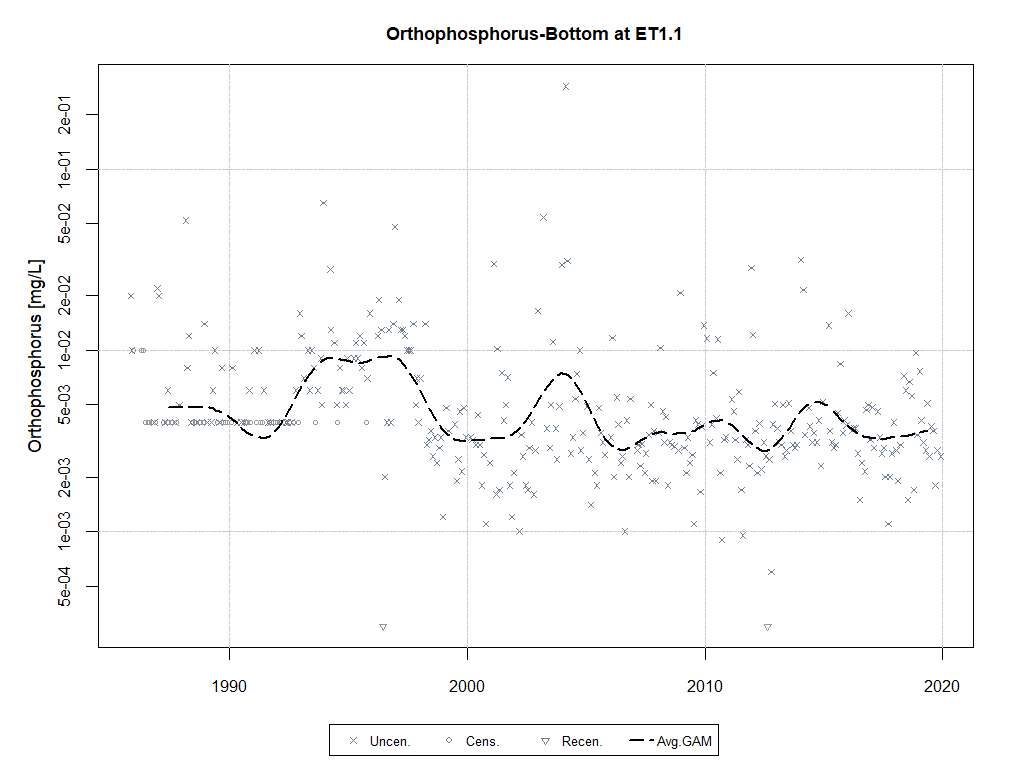 Orthophosphorus-Bottom at ET1.1
Orthophosphorus [mg/L]
2e-01
1e-01
5e-02
2e-02
1e-02
5e-03
2e-03
1e-03
5e-04
1990 2000 2010 2020
Uncen. Cens. Recen. Avg.GAM